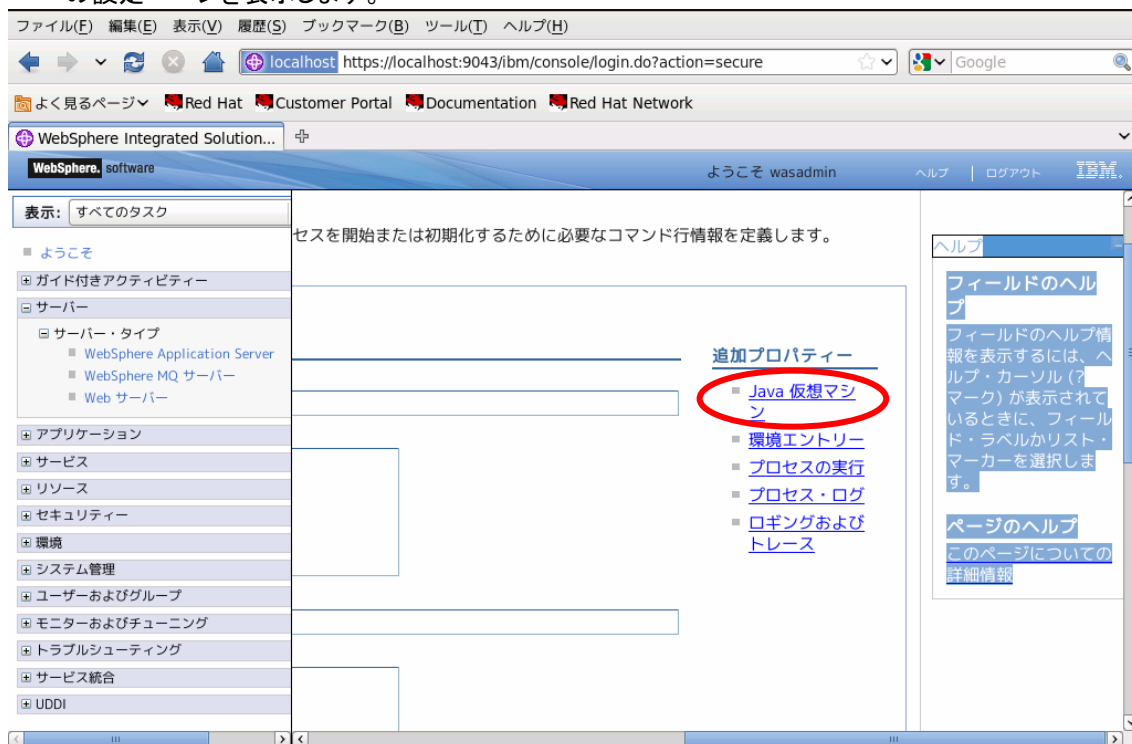 ファイル(F) 編集(E) 表示(V) 履歴(S) ブックマーク(B) ツール(T) ヘルプ(H)
localhost https://localhost:9043/ibm/console/login.do?action=secure
Google
よく見るページ Red Hat Customer Portal Documentation Red Hat Network
WebSphere Integrated Solution...
WebSphere. software
ようこそ wasadmin
ヘルプ | ログアウト
IBM.
表示: すべてのタスク
ようこそ
ガイド付きアクティビティー
サーバー
サーバー・タイプ
WebSphere Application Server
WebSphere MQ サーバー
Web サーバー
アプリケーション
サービス
リソース
セキュリティー
環境
システム管理
ユーザーおよびグループ
モニターおよびチューニング
トラブルシューティング
サービス統合
UDDI
セスを開始または初期化するために必要なコマンド行情報を定義します。
追加プロパティー
Java 仮想マシ
ン
環境エントリー
プロセスの実行
プロセス・ログ
ロギングおよび
トレース
ヘルプ
フィールドのヘル
プ
フィールドのヘルプ情
報を表示するには、ヘ
ルプ・カーソル (?
マーク) が表示されて
いるときに、フィール
ド・ラベルかリスト・
マーカーを選択しま
す。
ページのヘルプ
このページについての
詳細情報